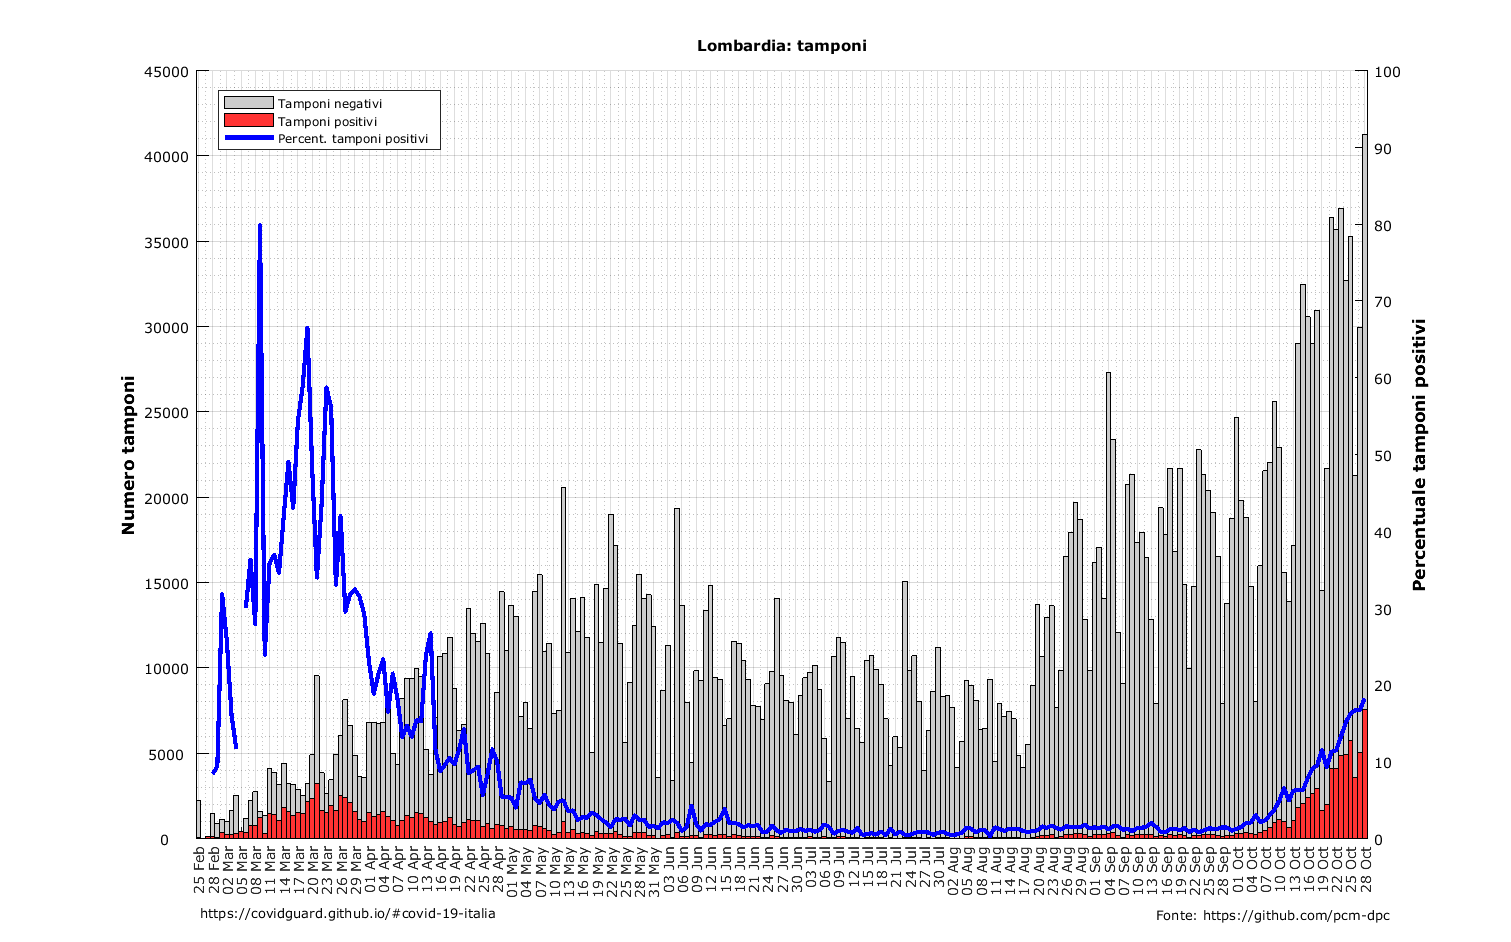 Lombardia: tamponi
45000
40000
35000
30000
25000
20000
15000
10000
5000
0
Numero tamponi
Tamponi negativi
Tamponi positivi
Percent. tamponi positivi
100
90
80
70
60
50
40
30
20
10
0
Percentuale tamponi positivi
25 Feb
28 Feb
02 Mar
05 Mar
08 Mar
11 Mar
14 Mar
17 Mar
20 Mar
23 Mar
26 Mar
29 Mar
01 Apr
04 Apr
07 Apr
10 Apr
13 Apr
16 Apr
19 Apr
22 Apr
25 Apr
28 Apr
01 May
04 May
07 May
10 May
13 May
16 May
19 May
22 May
25 May
28 May
31 May
03 Jun
06 Jun
09 Jun
12 Jun
15 Jun
18 Jun
21 Jun
24 Jun
27 Jun
30 Jun
03 Jul
06 Jul
09 Jul
12 Jul
15 Jul
18 Jul
21 Jul
24 Jul
27 Jul
30 Jul
02 Aug
05 Aug
08 Aug
11 Aug
14 Aug
17 Aug
20 Aug
23 Aug
26 Aug
29 Aug
01 Sep
04 Sep
07 Sep
10 Sep
13 Sep
16 Sep
19 Sep
22 Sep
25 Sep
28 Sep
01 Oct
04 Oct
07 Oct
10 Oct
13 Oct
16 Oct
19 Oct
22 Oct
25 Oct
28 Oct
https://covidguard.github.io/#covid-19-italia
Fonte: https://github.com/pcm-dpc